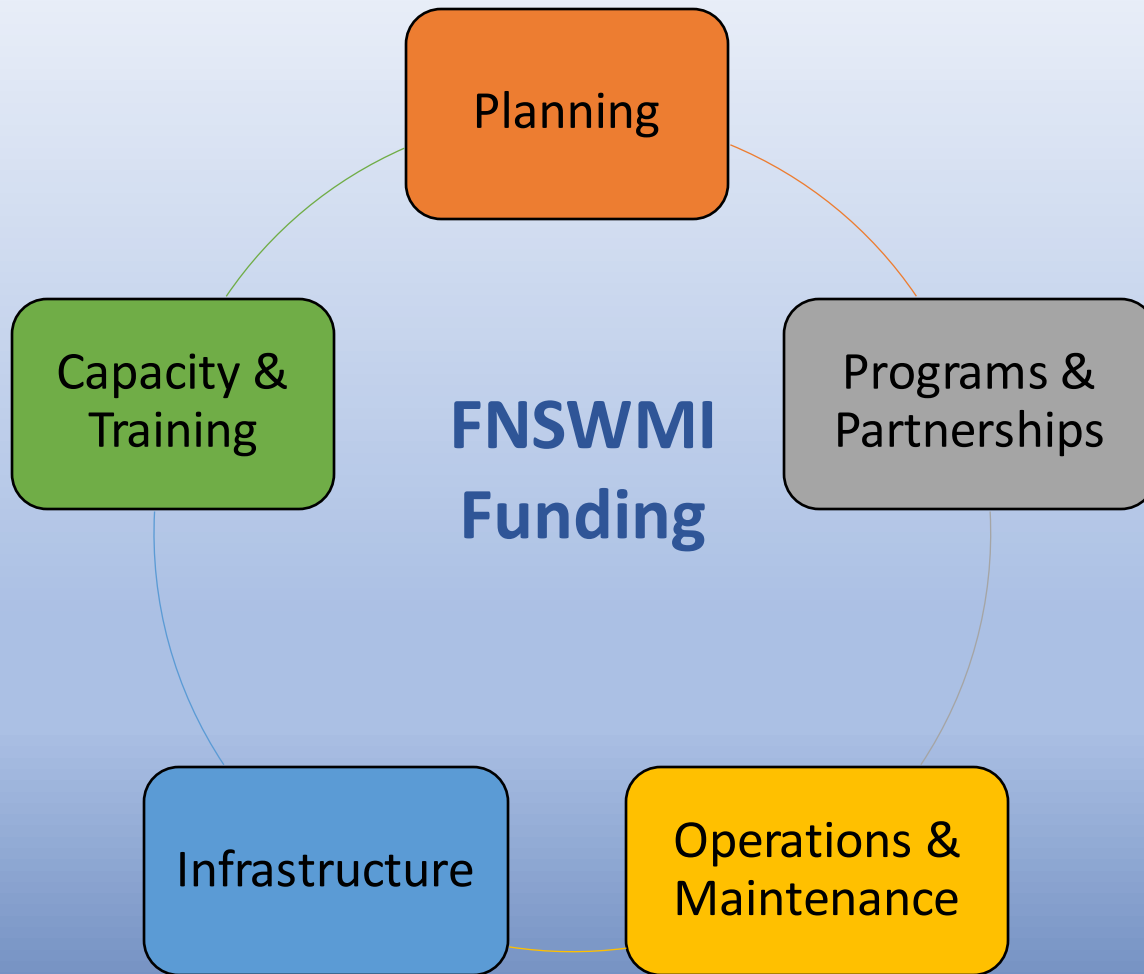 Planning
Capacity &
Training
Programs &
Partnerships
FNSWMI
Funding
Infrastructure
Operations &
Maintenance